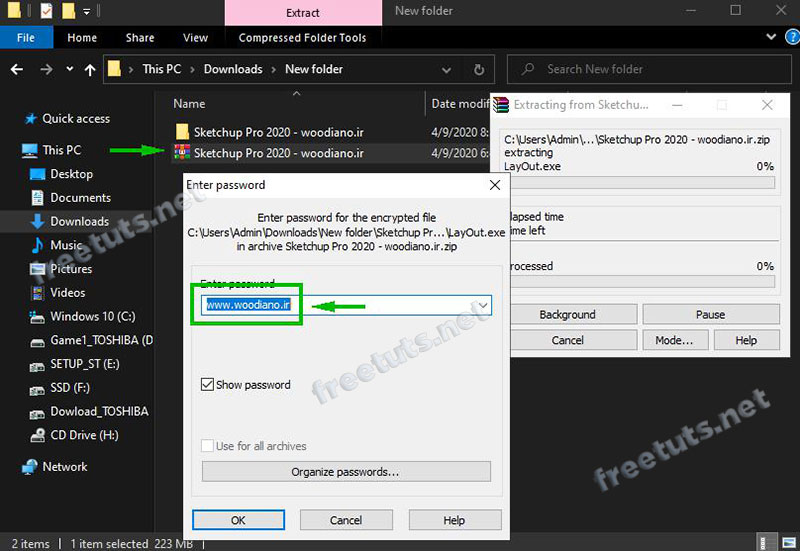 Extract
New folder
File
Home
Share
View
Compressed Folder Tools
This PC
Downloads
New folder
Search New folder
Name
Date modif
Quick access
This PC
Desktop
Documents
Downloads
Music
Pictures
Videos
Windows 10 (C:)
Game1_TOSHIBA (D
SETUP_ST (E:)
SSD (F:)
Dowload_TOSHIBA
CD Drive (H:)
Network
Sketchup Pro 2020 - woodiano.ir
4/9/2020 8:
Sketchup Pro 2020 - woodiano.ir
4/9/2020 6:
Extracting from Sketchu...
C:\Users\Admin\...\Sketchup Pro 2020 - woodiano.ir.zip
extracting
LayOut.exe
0%
lapsed time
ime left
rocessed
0%
Background
Pause
Cancel
Mode...
Help
Enter password
Enter password for the encrypted file
C:\Users\Admin\Downloads\New folder\Sketchup Pr...\LayOut.exe
in archive Sketchup Pro 2020 - woodiano.ir.zip
Enter password
www.woodiano.ir
Show password
Use for all archives
Organize passwords...
OK
Cancel
Help
2 items
1 item selected 223 MB
freetuts.net
freetuts.net
freetuts.net